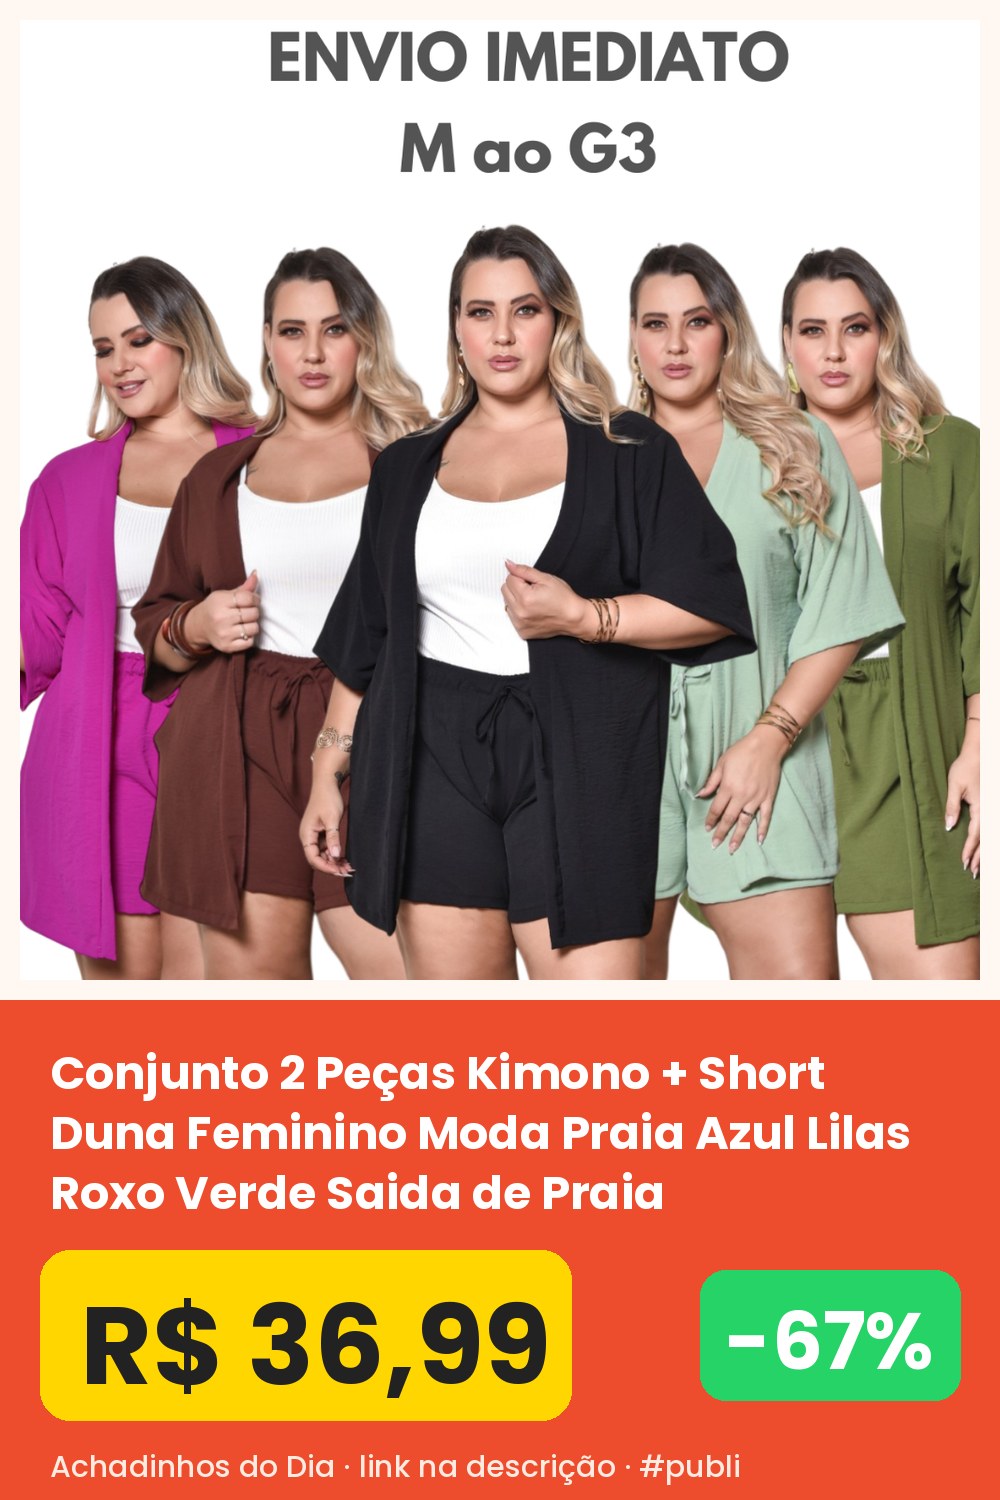 ENVIO IMEDIATO
M ao G3
Conjunto 2 Peças Kimono + Short
Duna Feminino Moda Praia Azul Lilas
Roxo Verde Saida de Praia
R$ 36,99
-67%
Achadinhos do Dia · link na descrição · #publi